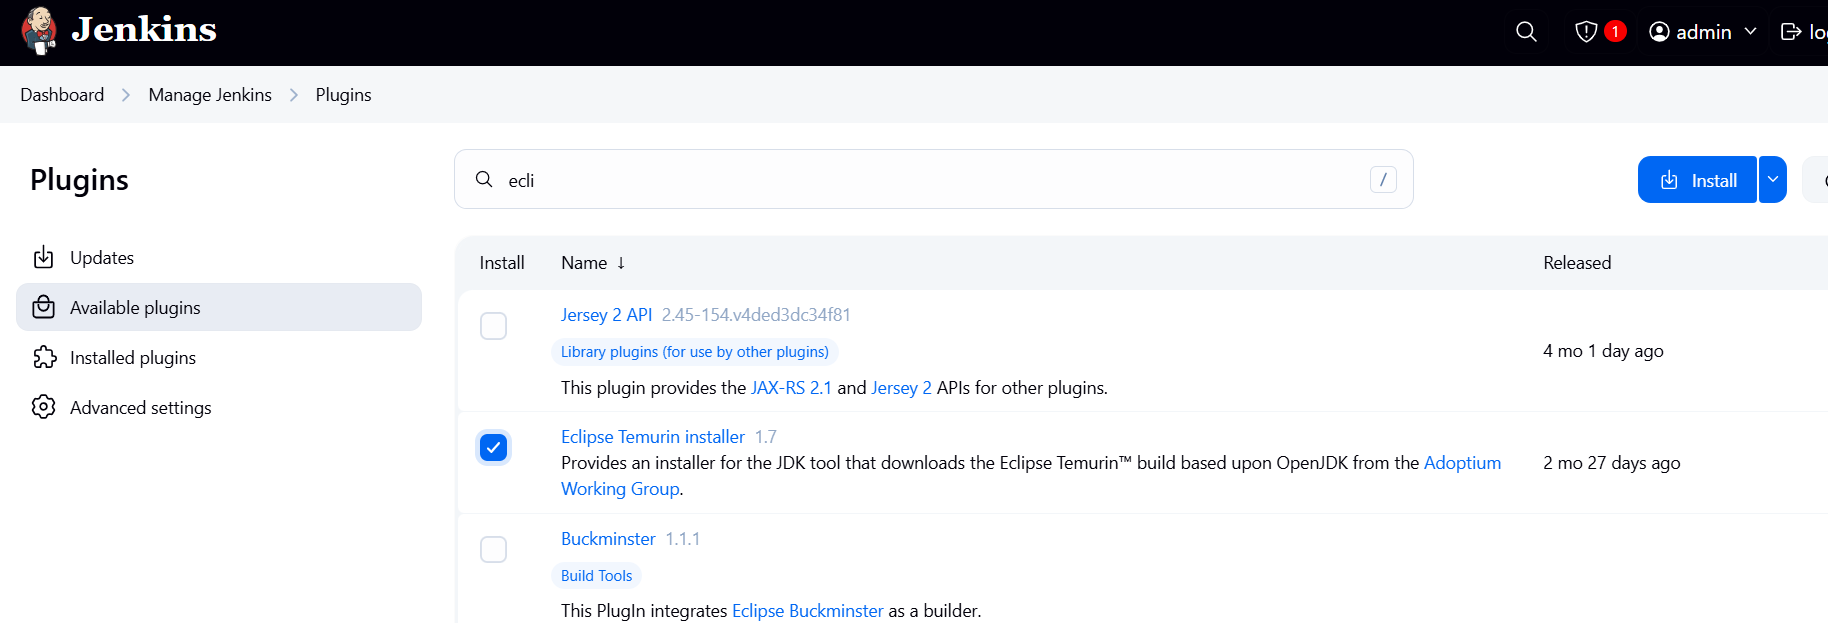 Jenkins
1
admin
Dashboard > Manage Jenkins > Plugins
Plugins
Updates
Available plugins
Installed plugins
Advanced settings
ecli
/
Install
Install Name ↓ Released
Jersey 2 API 2.45-154.v4ded3dc34f81
Library plugins (for use by other plugins)
This plugin provides the JAX-RS 2.1 and Jersey 2 APIs for other plugins.
4 mo 1 day ago
Eclipse Temurin installer 1.7
Provides an installer for the JDK tool that downloads the Eclipse Temurin™ build based upon OpenJDK from the Adoptium
Working Group.
2 mo 27 days ago
Buckminster 1.1.1
Build Tools
This PlugIn integrates Eclipse Buckminster as a builder.